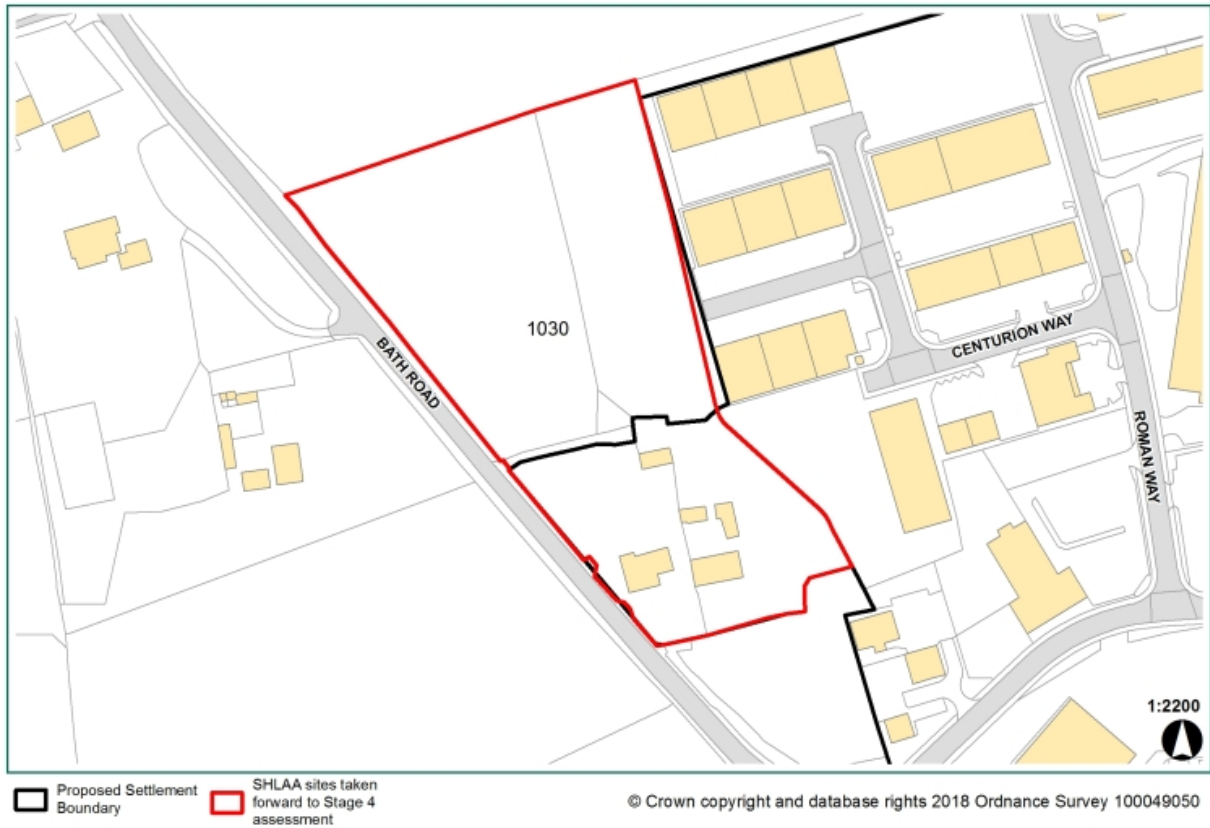 1030
BATH ROAD
CENTURION WAY
ROMAN WAY
1:2200
Proposed Settlement
Boundary
SHLAA sites taken
forward to Stage 4
assessment
© Crown copyright and database rights 2018 Ordnance Survey 100049050